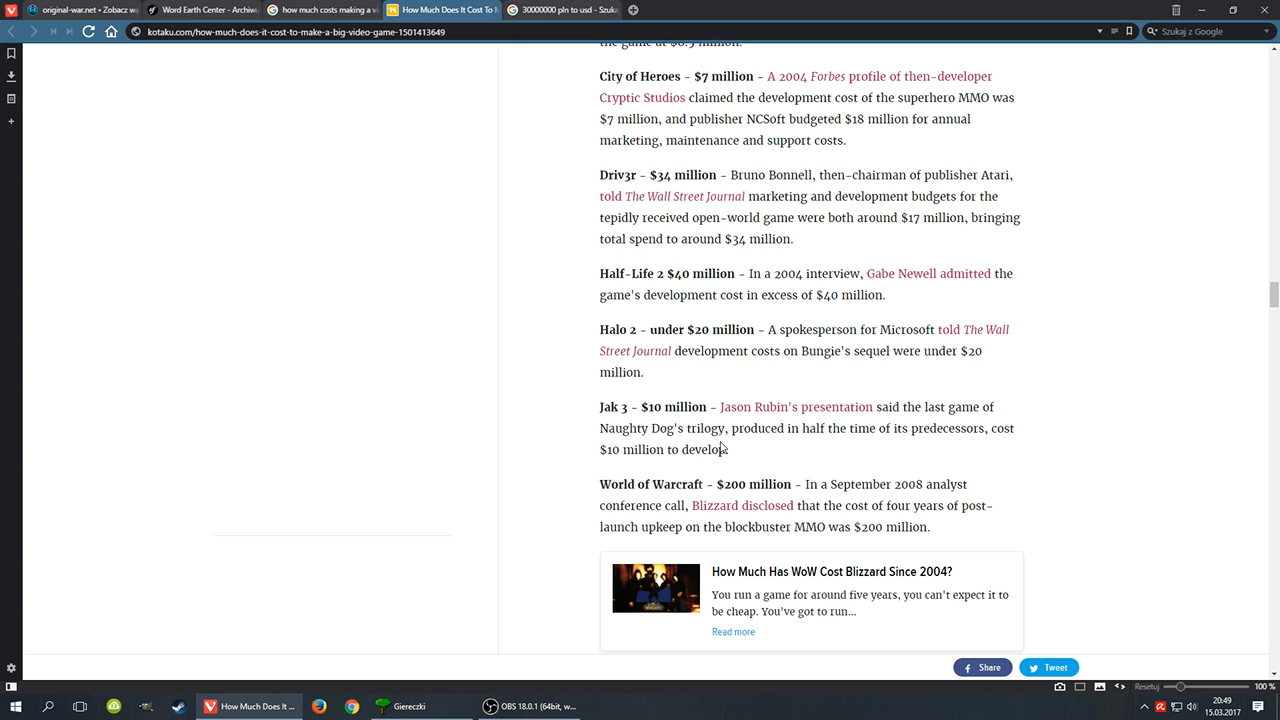 original-war.net • Zobacz wą
Word Earth Center - Archiwu
how much costs making a vi
How Much Does It Cost To M
30000000 pln to usd - Szuka
kotaku.com/how-much-does-it-cost-to-make-a-big-video-game-1501413649
Szukaj z Google
City of Heroes - $7 million - A 2004 Forbes profile of then-developer
Cryptic Studios claimed the development cost of the superhero MMO was
$7 million, and publisher NCSoft budgeted $18 million for annual
marketing, maintenance and support costs.
Driv3r - $34 million - Bruno Bonnell, then-chairman of publisher Atari,
told The Wall Street Journal marketing and development budgets for the
tepidly received open-world game were both around $17 million, bringing
total spend to around $34 million.
Half-Life 2 $40 million - In a 2004 interview, Gabe Newell admitted the
game's development cost in excess of $40 million.
Halo 2 - under $20 million - A spokesperson for Microsoft told The Wall
Street Journal development costs on Bungie's sequel were under $20
million.
Jak 3 - $10 million - Jason Rubin's presentation said the last game of
Naughty Dog's trilogy, produced in half the time of its predecessors, cost
$10 million to develop.
World of Warcraft - $200 million - In a September 2008 analyst
conference call, Blizzard disclosed that the cost of four years of post-
launch upkeep on the blockbuster MMO was $200 million.
How Much Has WoW Cost Blizzard Since 2004?
You run a game for around five years, you can't expect it to
be cheap. You've got to run...
Read more
Share
Tweet
Resetuj
100 %
How Much Does It ...
Giereczki
OBS 18.0.1 (64bit, w...
20:49
15.03.2017